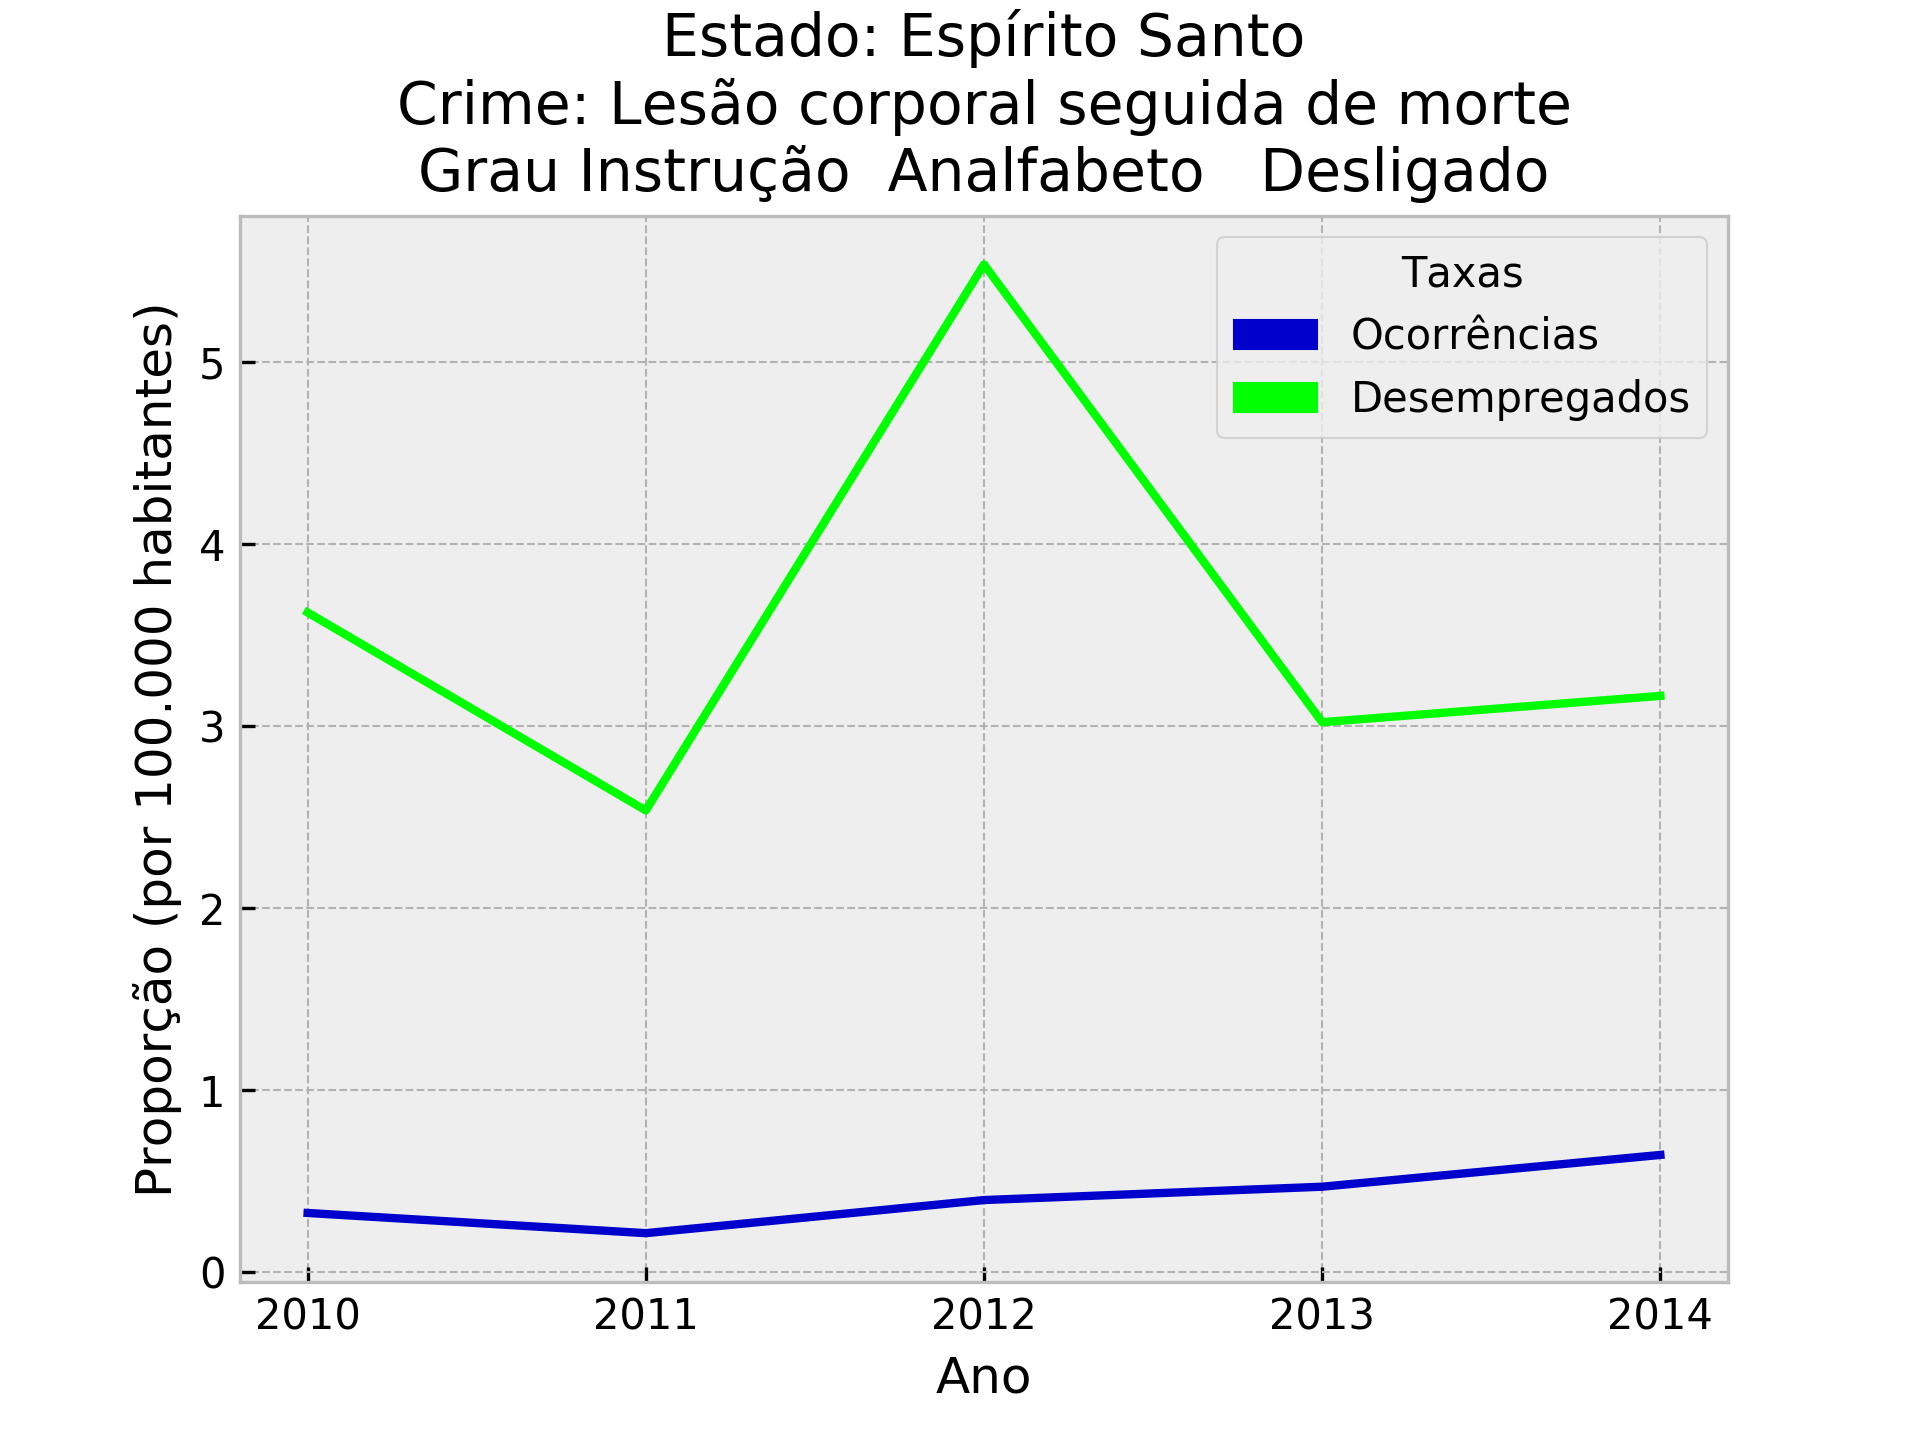 Estado: Espírito Santo
Crime: Lesão corporal seguida de morte
Grau Instrução  Analfabeto   Desligado
Taxas
Ocorrências
Desempregados
Proporção (por 100.000 habitantes)
5
4
3
2
1
0
2010 2011 2012 2013 2014
Ano